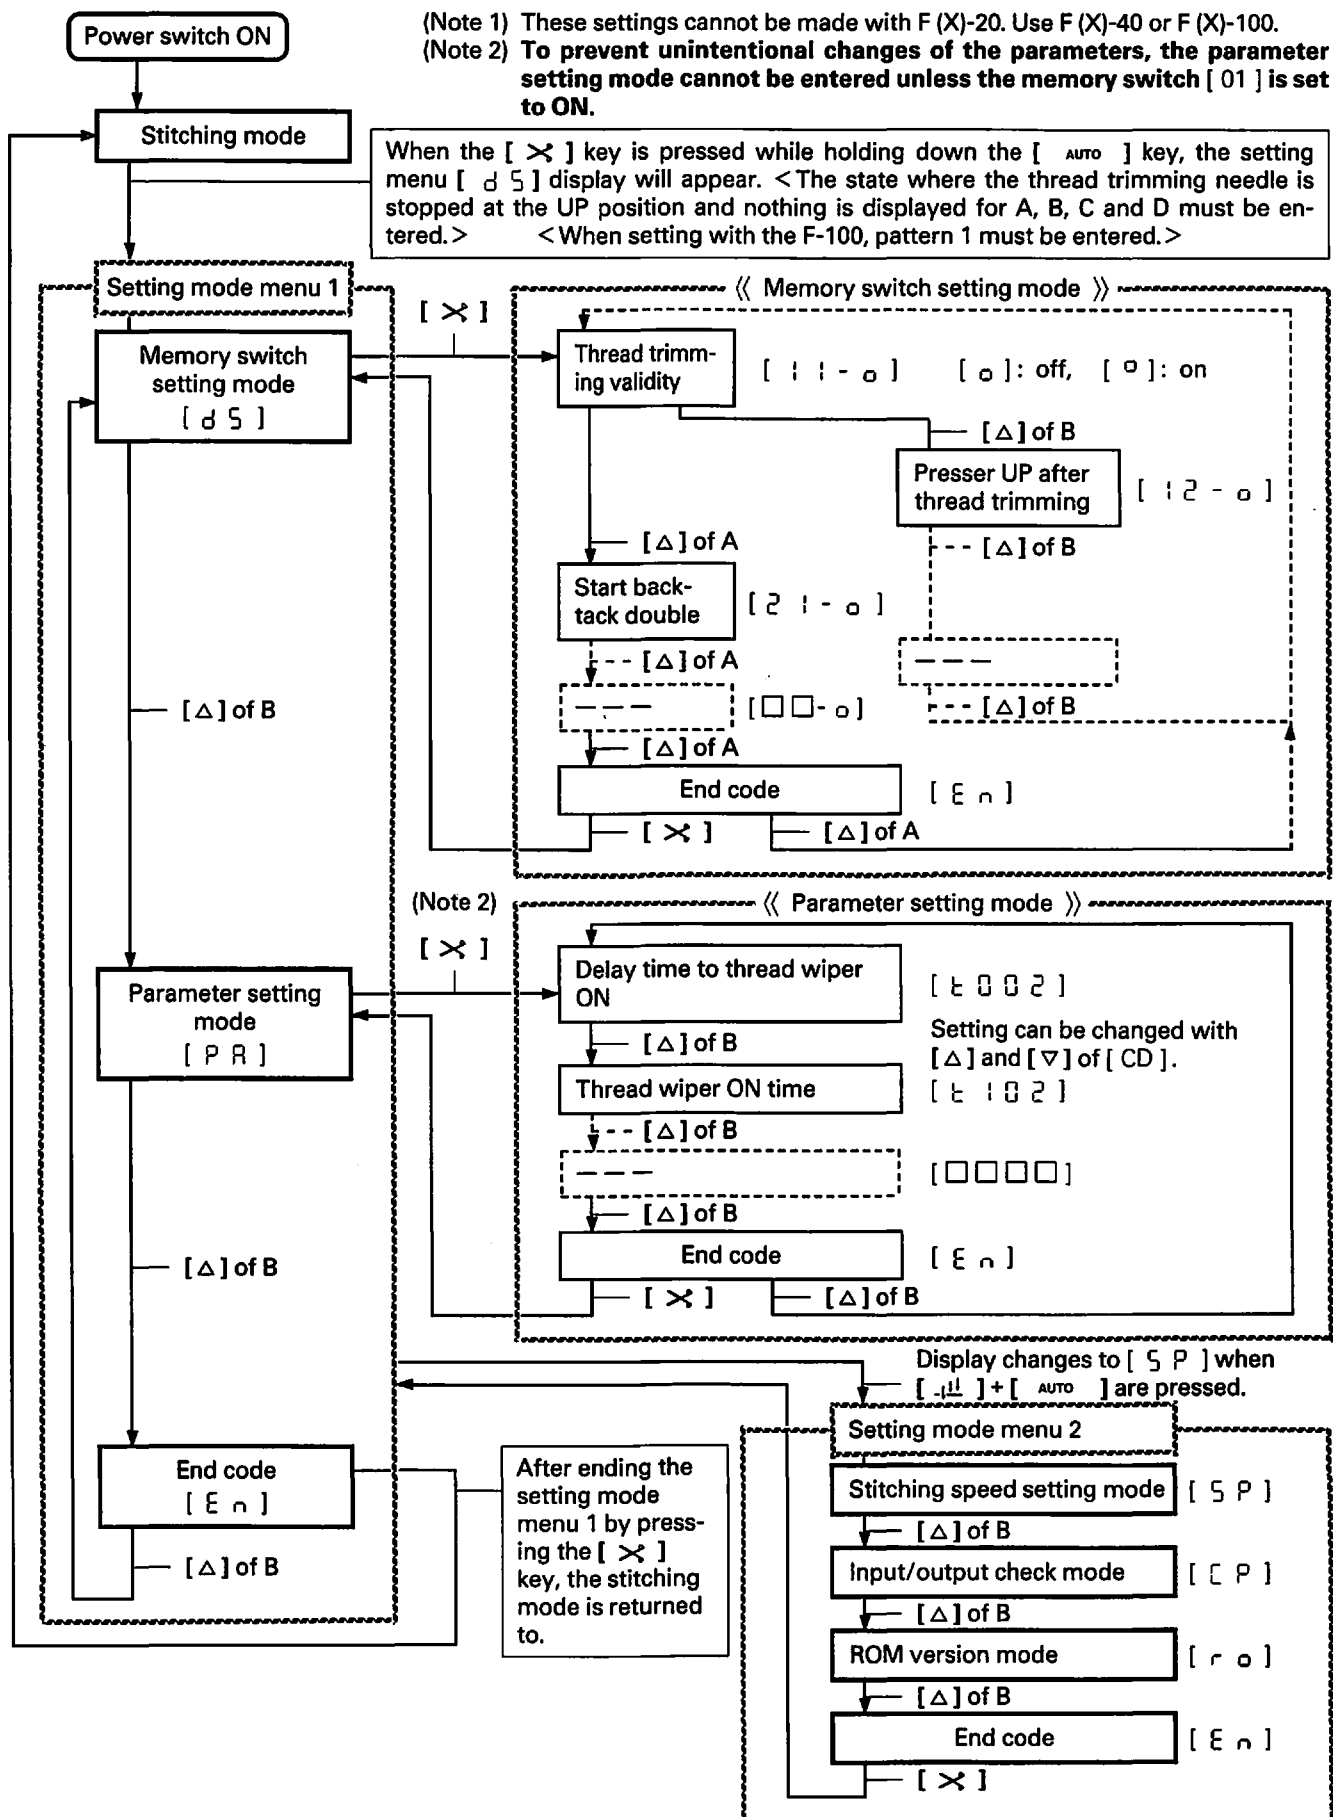 Power switch ON
(Note 1) These settings cannot be made with F (X)-20. Use F (X)-40 or F (X)-100.
(Note 2) To prevent unintentional changes of the parameters, the parameter
setting mode cannot be entered unless the memory switch [ 01 ] is set
to ON.
Stitching mode
When the [ ✂ ] key is pressed while holding down the [ AUTO ] key, the setting
menu [ d S ] display will appear. <The state where the thread trimming needle is
stopped at the UP position and nothing is displayed for A, B, C and D must be en-
tered.> <When setting with the F-100, pattern 1 must be entered.>
Setting mode menu 1
[ ✂ ]
《 Memory switch setting mode 》
Memory switch
setting mode
[ d S ]
Thread trimm-
ing validity
[ 1 1 - o ] [ o ]: off, [ º ]: on
[△] of B
Presser UP after
thread trimming
[ 1 2 - o ]
[△] of A
[△] of B
Start back-
tack double
[ 2 1 - o ]
[△] of A
– – –
[□□- o]
– – –
[△] of B
[△] of B
[△] of A
End code
[ E n ]
[ ✂ ]
[△] of A
(Note 2)
《 Parameter setting mode 》
[ ✂ ]
Parameter setting
mode
[ P A ]
Delay time to thread wiper
ON
[ t 0 0 2 ]
[△] of B
Setting can be changed with
[△] and [▽] of [ CD ].
Thread wiper ON time
[ t 1 0 2 ]
[△] of B
– – –
[□□□□]
[△] of B
[△] of B
End code
[ E n ]
[ ✂ ]
[△] of B
Display changes to [ S P ] when
[ -|⊥⊥ ] + [ AUTO ] are pressed.
Setting mode menu 2
End code
[ E n ]
[△] of B
After ending the
setting mode
menu 1 by press-
ing the [ ✂ ]
key, the stitching
mode is returned
to.
Stitching speed setting mode
[ S P ]
[△] of B
Input/output check mode
[ C P ]
[△] of B
ROM version mode
[ r o ]
[△] of B
End code
[ E n ]
[ ✂ ]